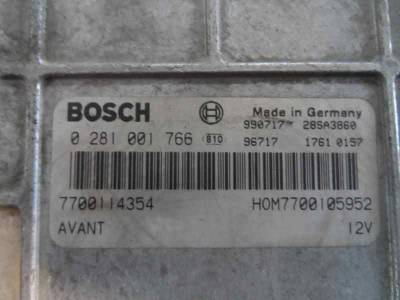 BOSCH Made in Germany
990717 28SA3860
0 281 001 766 810 96717 1761 0157
7700114354 HOM7700105952
AVANT 12V